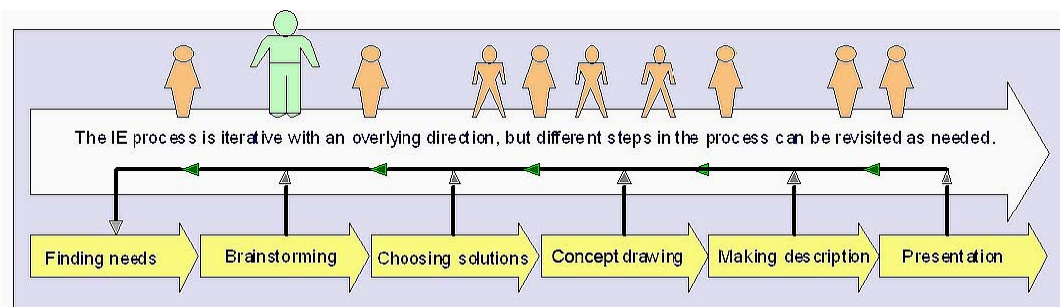 The IE process is iterative with an overlying direction, but different steps in the process can be revisited as needed.
Finding needs
Brainstorming
Choosing solutions
Concept drawing
Making description
Presentation